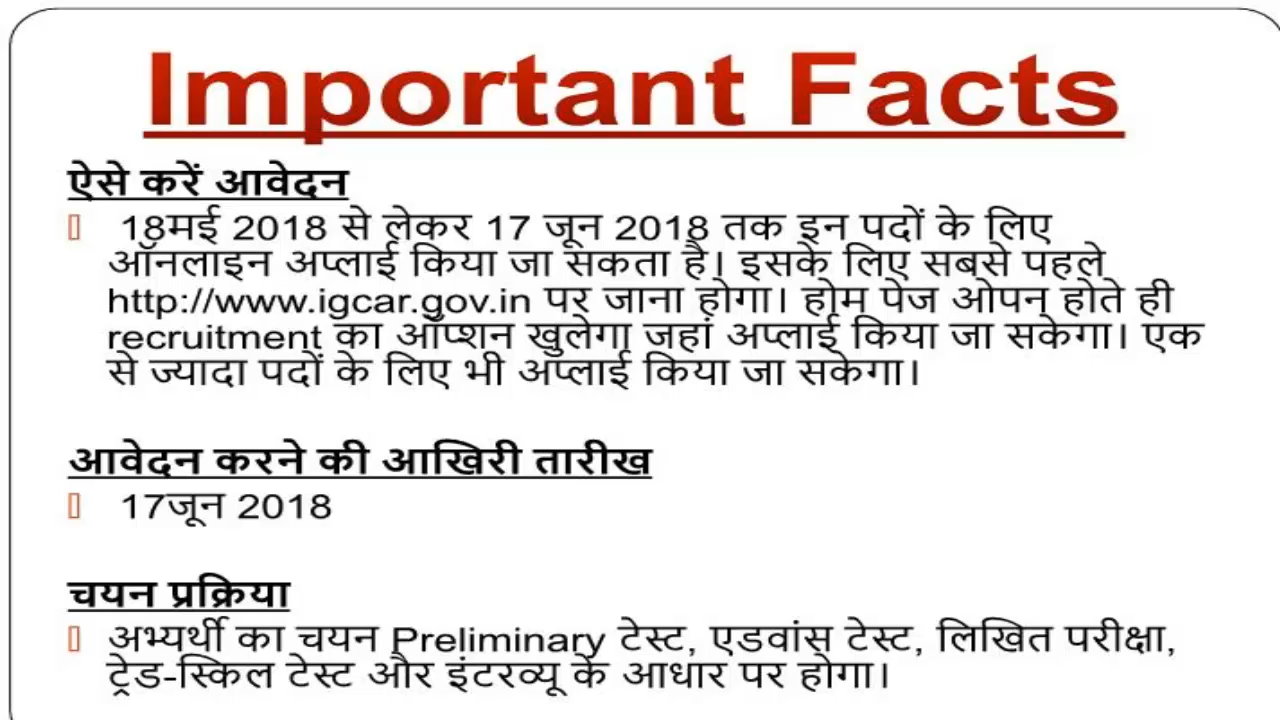 Important Facts
ऐसे करें आवेदन
18मई 2018 से लेकर 17 जून 2018 तक इन पदों के लिए
ऑनलाइन अप्लाई किया जा सकता है। इसके लिए सबसे पहले
http://www.igcar.gov.in पर जाना होगा। होम पेज ओपन होते ही
recruitment का ऑप्शन खुलेगा जहां अप्लाई किया जा सकेगा। एक
से ज्यादा पदों के लिए भी अप्लाई किया जा सकेगा।
आवेदन करने की आखिरी तारीख
17जून 2018
चयन प्रक्रिया
अभ्यर्थी का चयन Preliminary टेस्ट, एडवांस टेस्ट, लिखित परीक्षा,
ट्रेड-स्किल टेस्ट और इंटरव्यू के आधार पर होगा।